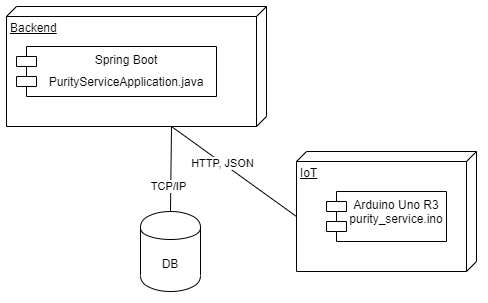 Backend
Spring Boot
PurityServiceApplication.java
HTTP, JSON
TCP/IP
IoT
Arduino Uno R3
purity_service.ino
DB